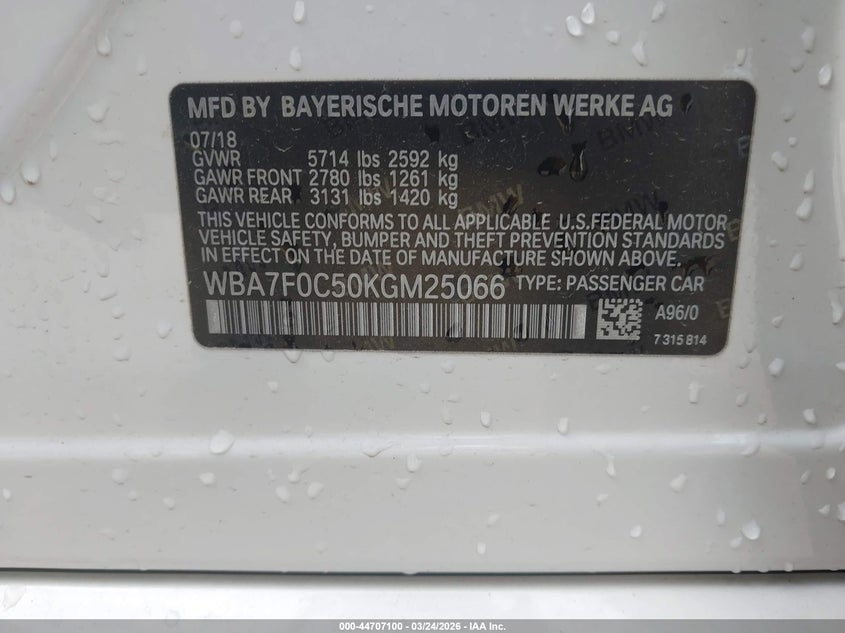 MFD BY BAYERISCHE MOTOREN WERKE AG
07/18
GVWR 5714 lbs 2592 kg
GAWR FRONT 2780 lbs 1261 kg
GAWR REAR 3131 lbs 1420 kg
THIS VEHICLE CONFORMS TO ALL APPLICABLE U.S.FEDERAL MOTOR
VEHICLE SAFETY, BUMPER AND THEFT PREVENTION STANDARDS
IN EFFECT ON THE DATE OF MANUFACTURE SHOWN ABOVE.
WBA7F0C50KGM25066 TYPE: PASSENGER CAR
A96/0
7 315 814
000-44707100 - 03/24/2026 - IAA Inc.